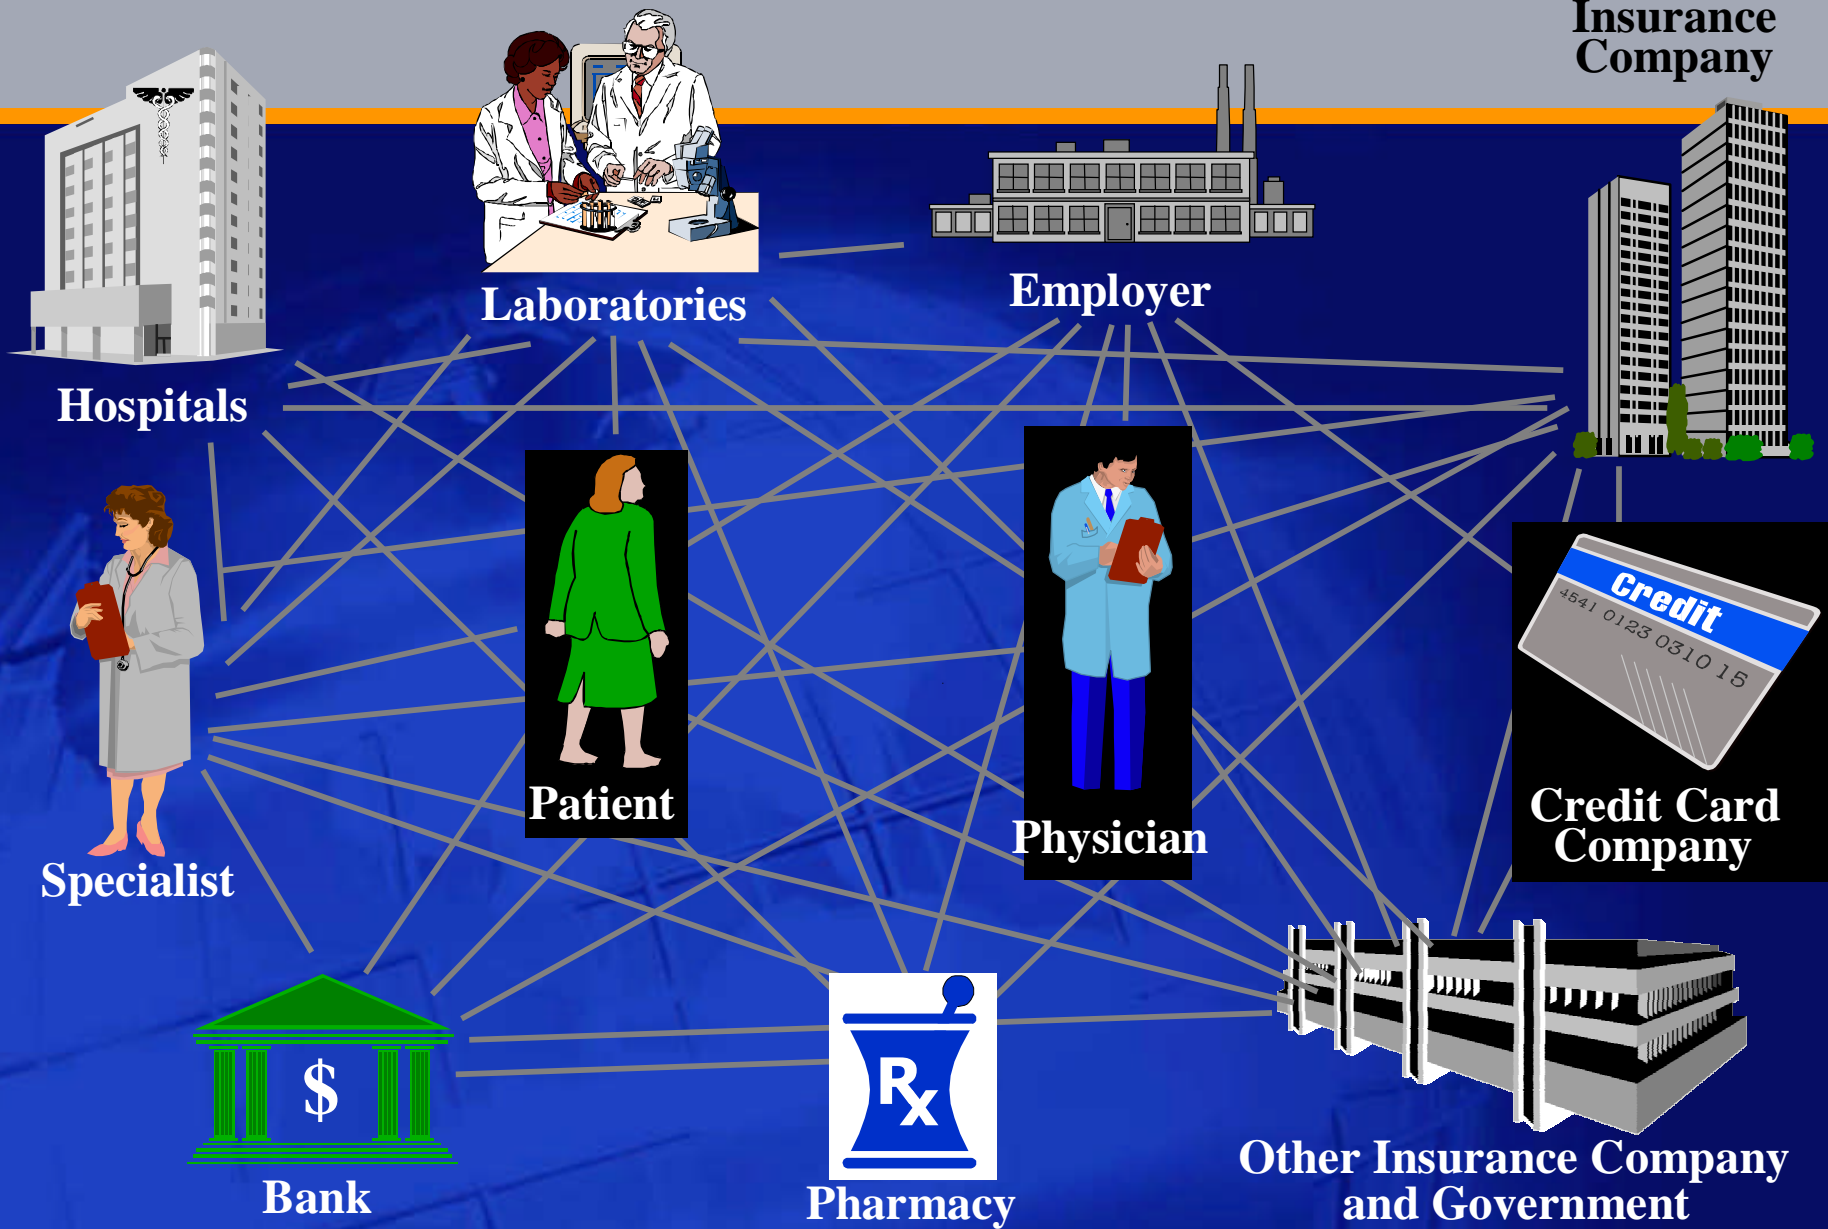 Insurance
Company
Laboratories
Employer
Hospitals
Credit
4541 0123 0310 15
Patient
Physician
Credit Card
Company
Specialist
$
Rx
Bank
Pharmacy
Other Insurance Company
and Government